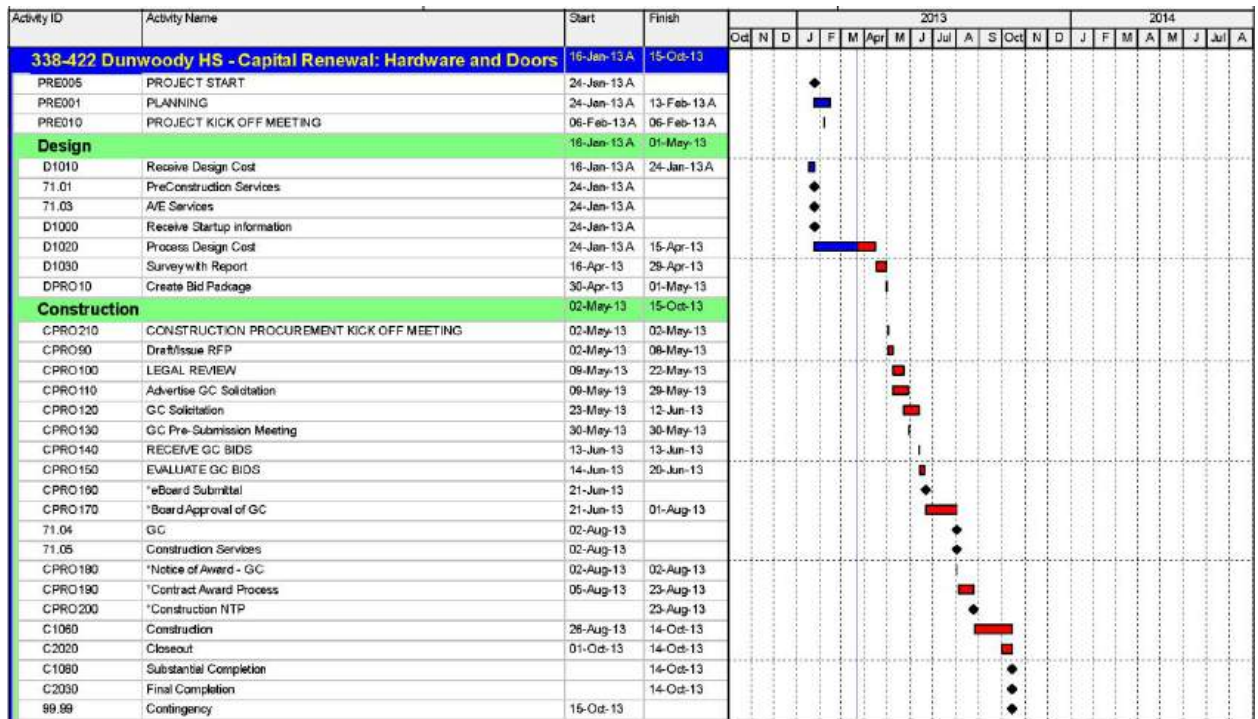 Activity ID Activity Name Start Finish 2013 2014
Oct N D J F M Apr M J Jul A S Oct N D J F M A M J Jul A
338-422 Dunwoody HS - Capital Renewal: Hardware and Doors 16-Jan-13 A 15-Oct-13
PRE005 PROJECT START 24-Jan-13 A
PRE001 PLANNING 24-Jan-13 A 13-Feb-13 A
PRE010 PROJECT KICK OFF MEETING 06-Feb-13 A 06-Feb-13 A
Design 16-Jan-13 A 01-May-13
D1010 Receive Design Cost 16-Jan-13 A 24-Jan-13 A
71.01 PreConstruction Services 24-Jan-13 A
71.03 A/E Services 24-Jan-13 A
D1000 Receive Startup information 24-Jan-13 A
D1020 Process Design Cost 24-Jan-13 A 15-Apr-13
D1030 Survey with Report 16-Apr-13 29-Apr-13
DPRO10 Create Bid Package 30-Apr-13 01-May-13
Construction 02-May-13 15-Oct-13
CPRO210 CONSTRUCTION PROCUREMENT KICK OFF MEETING 02-May-13 02-May-13
CPRO90 Draft/Issue RFP 02-May-13 08-May-13
CPRO100 LEGAL REVIEW 09-May-13 22-May-13
CPRO110 Advertise GC Solicitation 09-May-13 29-May-13
CPRO120 GC Solicitation 23-May-13 12-Jun-13
CPRO130 GC Pre-Submission Meeting 30-May-13 30-May-13
CPRO140 RECEIVE GC BIDS 13-Jun-13 13-Jun-13
CPRO150 EVALUATE GC BIDS 14-Jun-13 20-Jun-13
CPRO160 *eBoard Submittal 21-Jun-13
CPRO170 *Board Approval of GC 21-Jun-13 01-Aug-13
71.04 GC 02-Aug-13
71.05 Construction Services 02-Aug-13
CPRO180 *Notice of Award - GC 02-Aug-13 02-Aug-13
CPRO190 *Contract Award Process 05-Aug-13 23-Aug-13
CPRO200 *Construction NTP 23-Aug-13
C1060 Construction 26-Aug-13 14-Oct-13
C2020 Closeout 01-Oct-13 14-Oct-13
C1080 Substantial Completion 14-Oct-13
C2030 Final Completion 14-Oct-13
99.99 Contingency 15-Oct-13